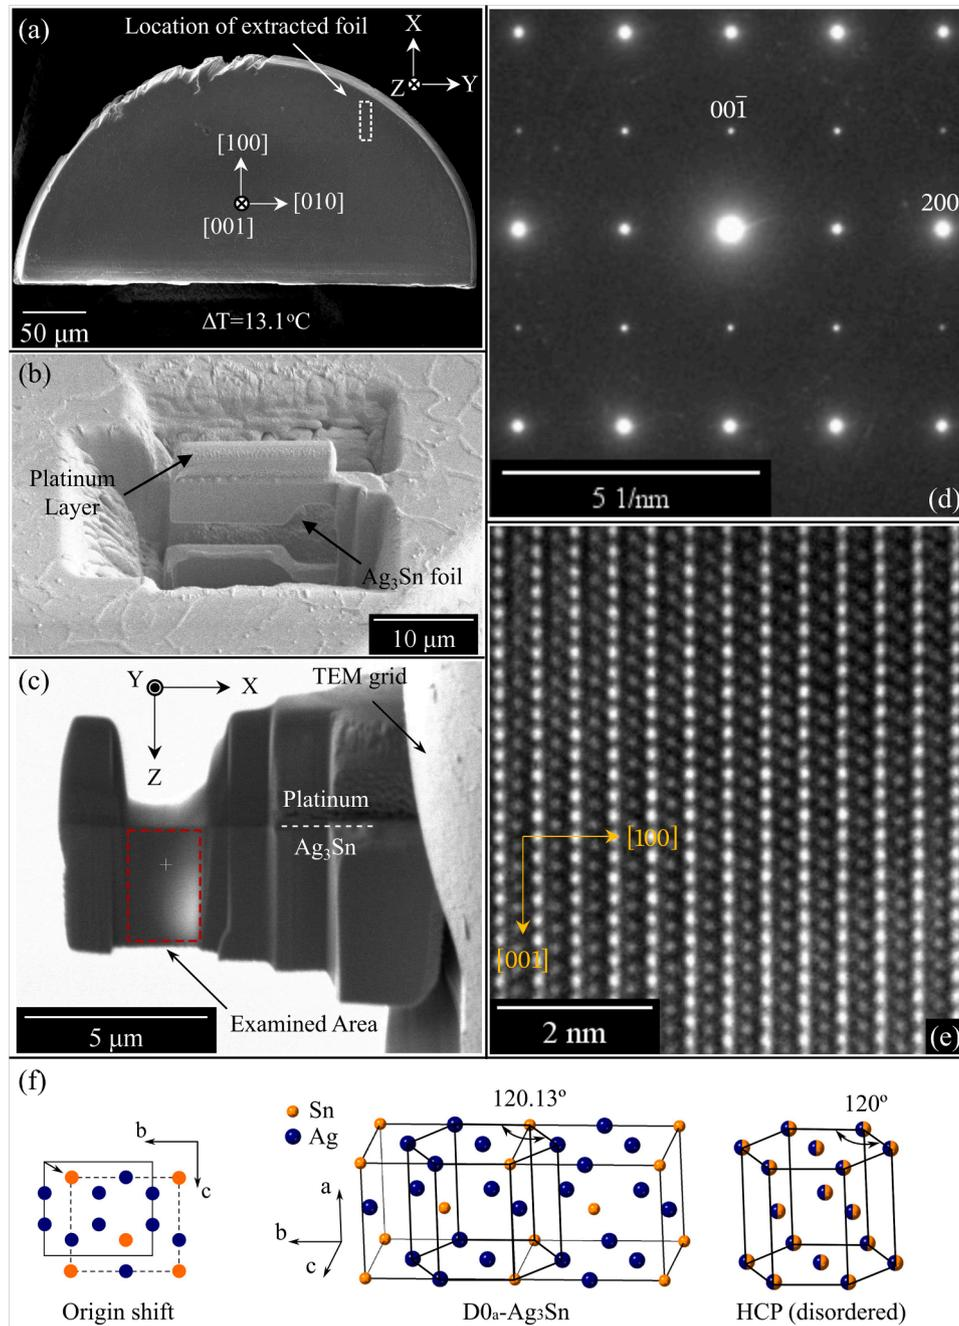 (a)
Location of extracted foil
X
Z
Y
[100]
[010]
[001]
50 μm
ΔT=13.1°C
(b)
Platinum
Layer
Ag₃Sn foil
10 μm
(c)
Y
X
Z
TEM grid
Platinum
Ag₃Sn
Examined Area
5 μm
001̅
200
5 1/nm
(d)
[100]
[001]
2 nm
(e)
(f)
b
c
Origin shift
Sn
Ag
120.13°
a
b
c
D0ₐ-Ag₃Sn
120°
HCP (disordered)